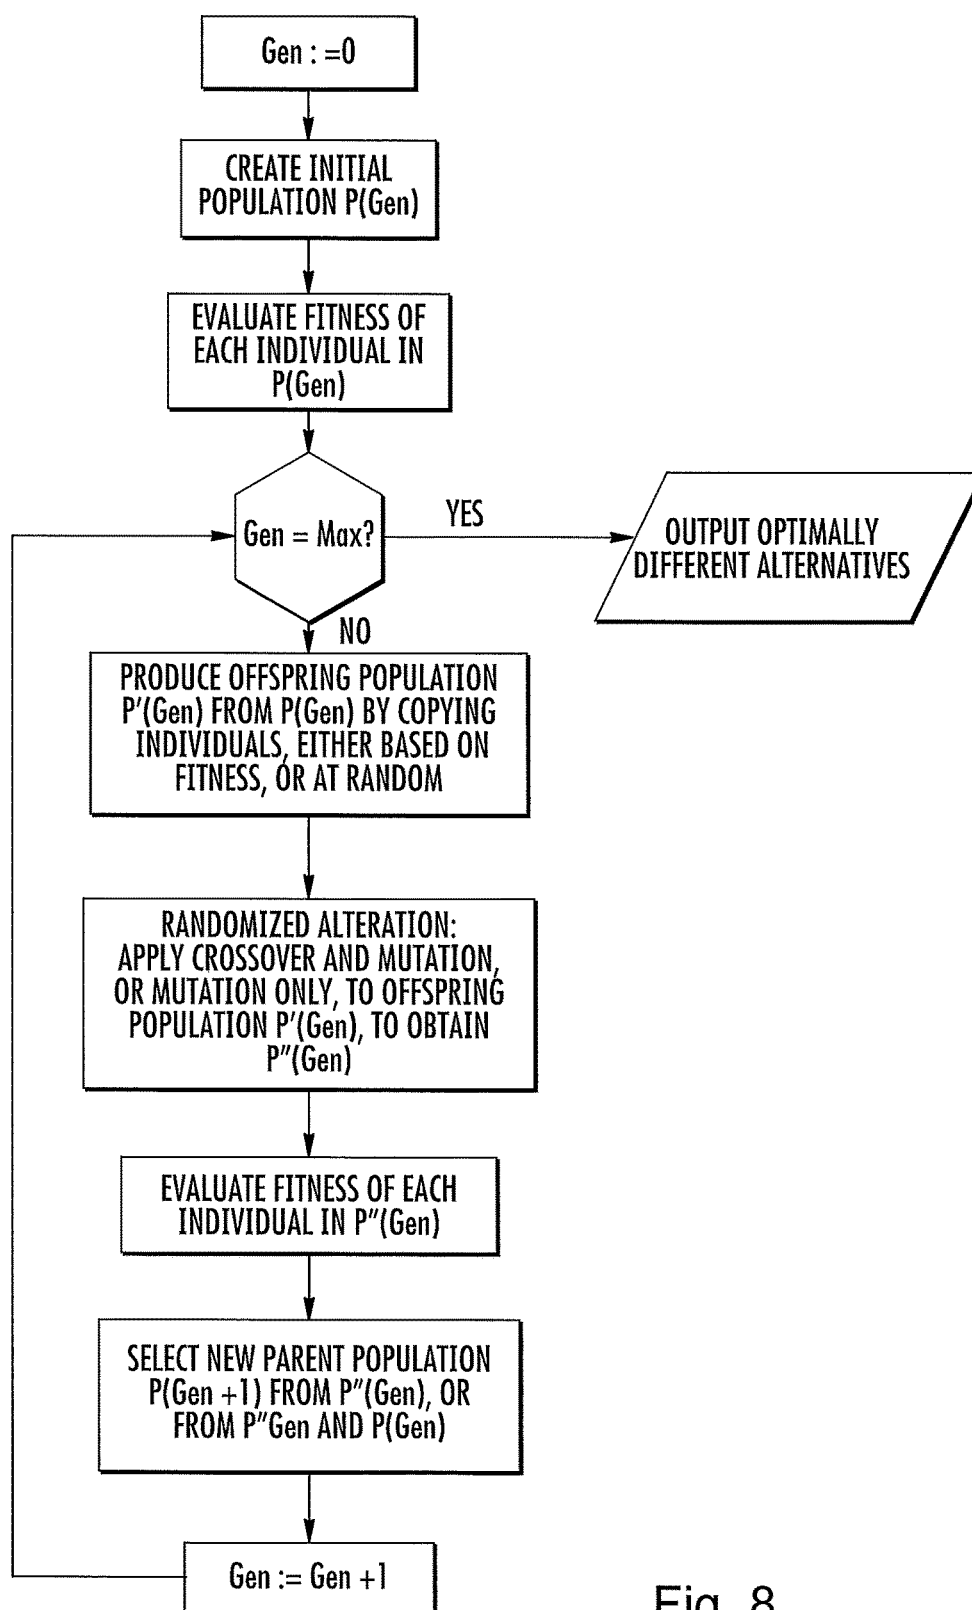 Gen : =0
CREATE INITIAL
POPULATION P(Gen)
EVALUATE FITNESS OF
EACH INDIVIDUAL IN
P(Gen)
Gen = Max?
YES
OUTPUT OPTIMALLY
DIFFERENT ALTERNATIVES
NO
PRODUCE OFFSPRING POPULATION
P'(Gen) FROM P(Gen) BY COPYING
INDIVIDUALS, EITHER BASED ON
FITNESS, OR AT RANDOM
RANDOMIZED ALTERATION:
APPLY CROSSOVER AND MUTATION,
OR MUTATION ONLY, TO OFFSPRING
POPULATION P'(Gen), TO OBTAIN
P"(Gen)
EVALUATE FITNESS OF EACH
INDIVIDUAL IN P"(Gen)
SELECT NEW PARENT POPULATION
P(Gen +1) FROM P"(Gen), OR
FROM P"Gen AND P(Gen)
Gen := Gen +1
Fig. 8